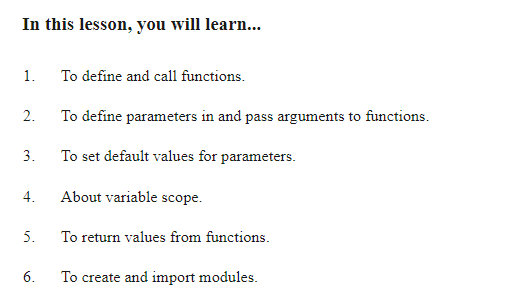 In this lesson, you will learn...
1. To define and call functions.
2. To define parameters in and pass arguments to functions.
3. To set default values for parameters.
4. About variable scope.
5. To return values from functions.
6. To create and import modules.